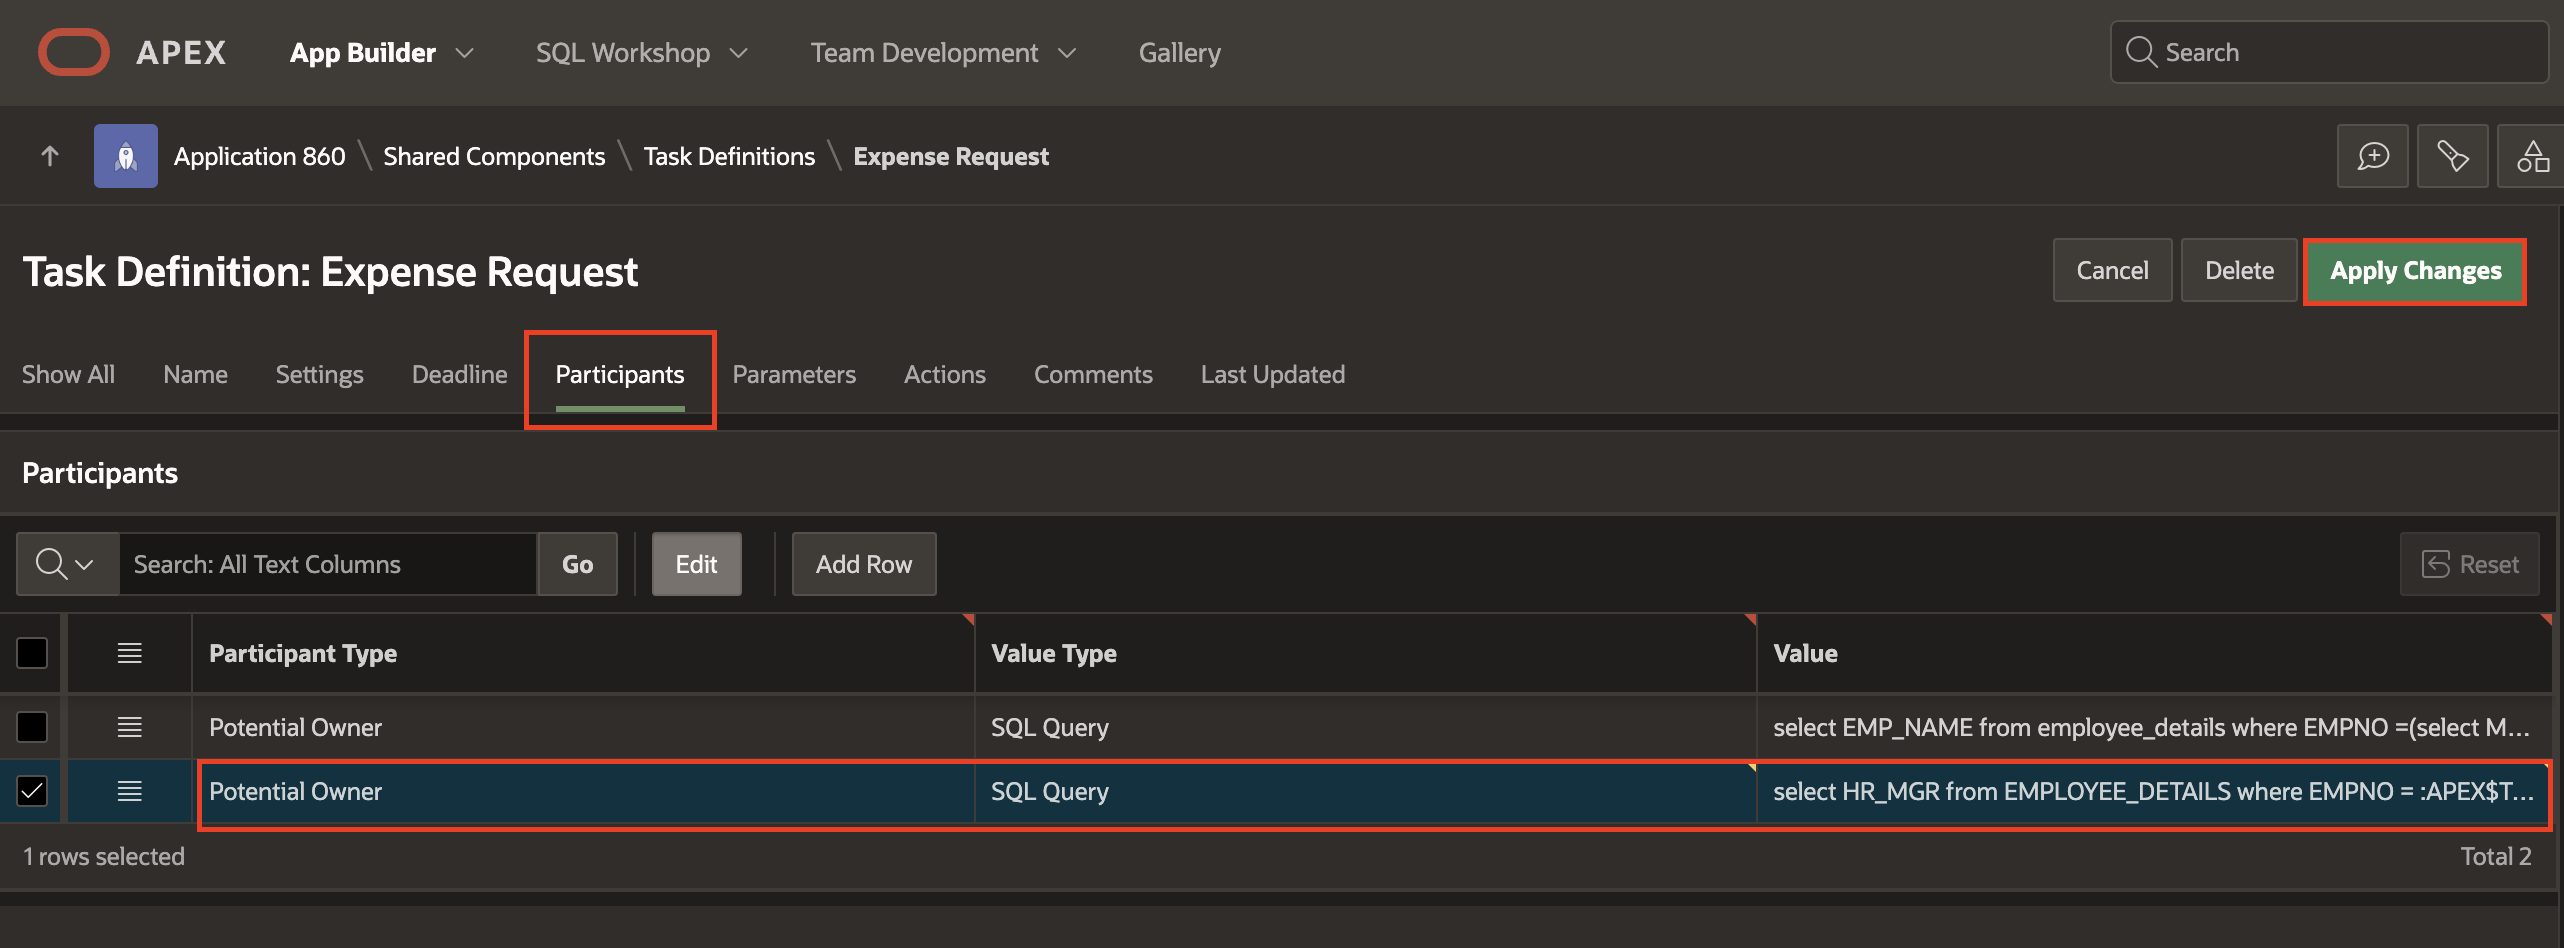 APEX App Builder SQL Workshop Team Development Gallery Search
Application 860 \ Shared Components \ Task Definitions \ Expense Request
Task Definition: Expense Request Cancel Delete Apply Changes
Show All Name Settings Deadline Participants Parameters Actions Comments Last Updated
Participants
Search: All Text Columns Go Edit Add Row Reset
Participant Type Value Type Value
Potential Owner SQL Query select EMP_NAME from employee_details where EMPNO =(select M...
Potential Owner SQL Query select HR_MGR from EMPLOYEE_DETAILS where EMPNO = :APEX$T...
1 rows selected Total 2